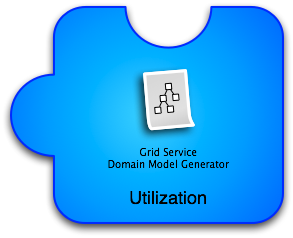 Grid Service
Domain Model Generator
Utilization